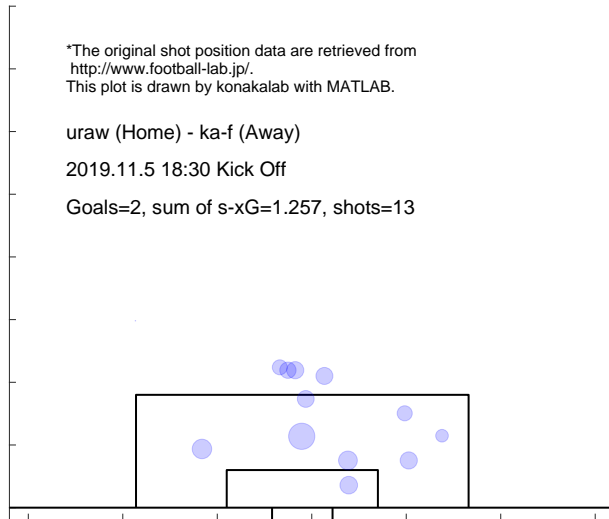 *The original shot position data are retrieved from
http://www.football-lab.jp/.
This plot is drawn by konakalab with MATLAB.
uraw (Home) - ka-f (Away)
2019.11.5 18:30 Kick Off
Goals=2, sum of s-xG=1.257, shots=13